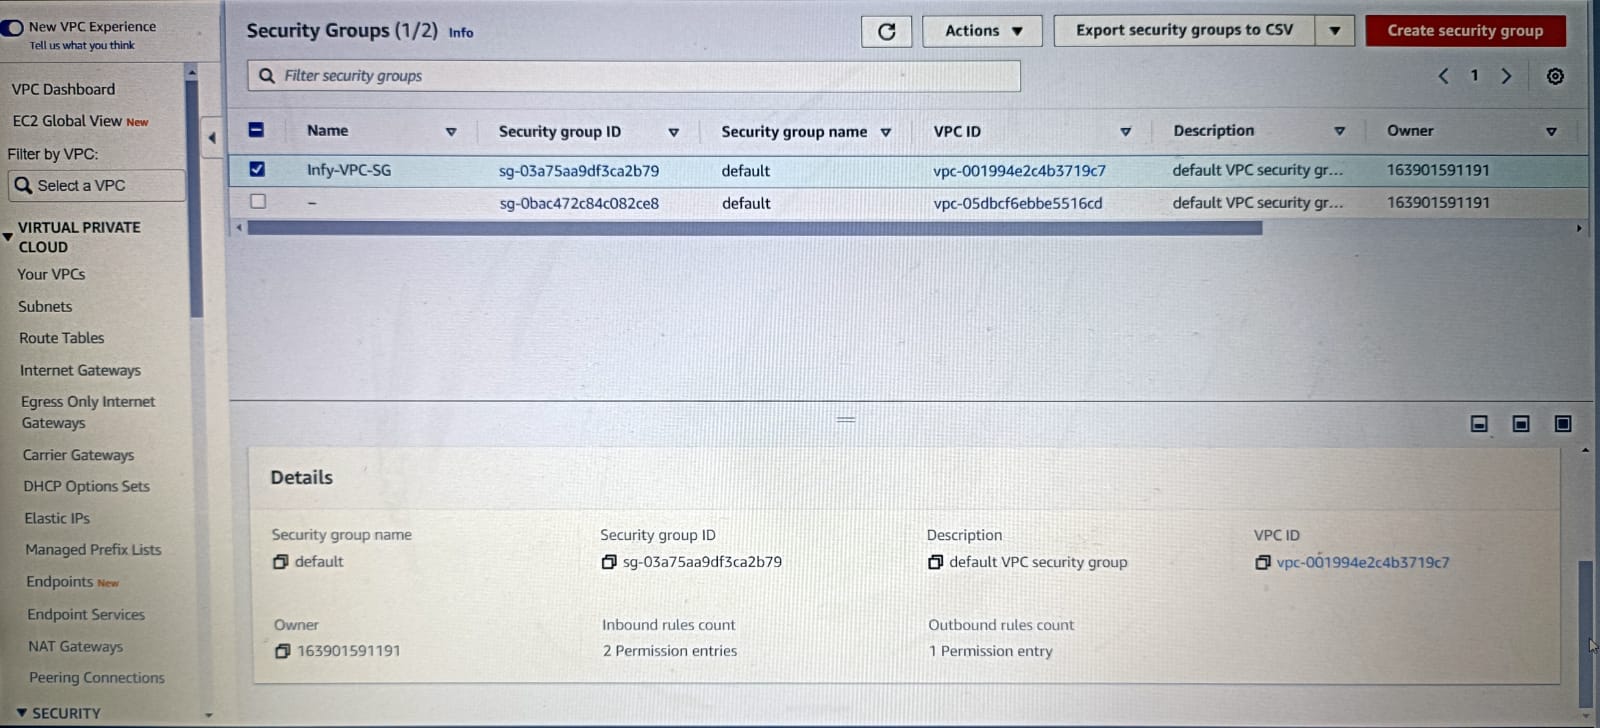 New VPC Experience
Tell us what you think
VPC Dashboard
EC2 Global View New
Filter by VPC:
Select a VPC
VIRTUAL PRIVATE
CLOUD
Your VPCs
Subnets
Route Tables
Internet Gateways
Egress Only Internet
Gateways
Carrier Gateways
DHCP Options Sets
Elastic IPs
Managed Prefix Lists
Endpoints New
Endpoint Services
NAT Gateways
Peering Connections
SECURITY
Security Groups (1/2) Info
Actions
Export security groups to CSV
Create security group
Filter security groups
1
Name Security group ID Security group name VPC ID Description Owner
Infy-VPC-SG sg-03a75aa9df3ca2b79 default vpc-001994e2c4b3719c7 default VPC security gr... 163901591191
– sg-0bac472c84c082ce8 default vpc-05dbcf6ebbe5516cd default VPC security gr... 163901591191
Details
Security group name Security group ID Description VPC ID
default sg-03a75aa9df3ca2b79 default VPC security group vpc-001994e2c4b3719c7
Owner Inbound rules count Outbound rules count
163901591191 2 Permission entries 1 Permission entry